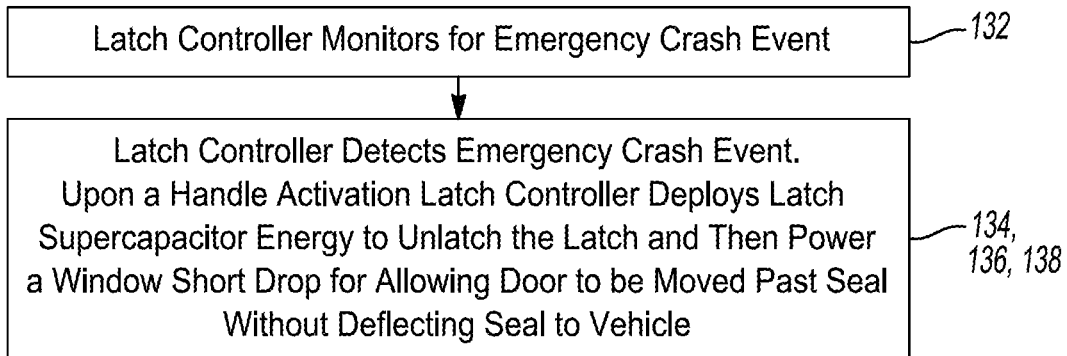 Latch Controller Monitors for Emergency Crash Event
132
Latch Controller Detects Emergency Crash Event.
Upon a Handle Activation Latch Controller Deploys Latch
Supercapacitor Energy to Unlatch the Latch and Then Power
a Window Short Drop for Allowing Door to be Moved Past Seal
Without Deflecting Seal to Vehicle
134,
136, 138